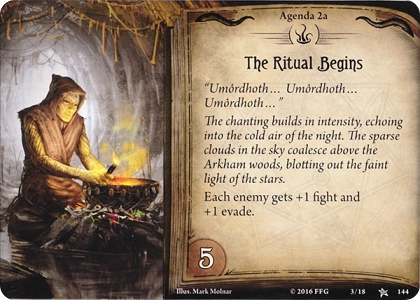 Agenda 2a
The Ritual Begins
“Umôrdhoth… Umôrdhoth…
Umôrdhoth…”
The chanting builds in intensity, echoing
into the cold air of the night. The sparse
clouds in the sky coalesce above the
Arkham woods, blotting out the faint
light of the stars.
Each enemy gets +1 fight and
+1 evade.
5
Illus. Mark Molnar
© 2016 FFG
3/18
144